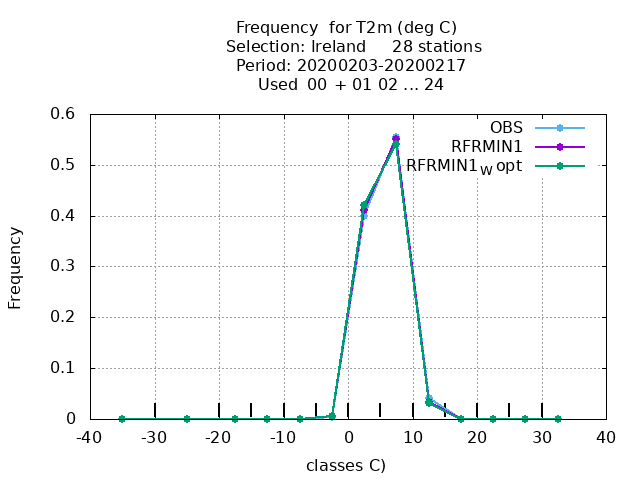 Frequency  for T2m (deg C)
Selection: Ireland     28 stations
Period: 20200203-20200217
Used  00  + 01 02 ... 24
OBS
RFRMIN1
RFRMIN1W opt
0.6
0.5
0.4
0.3
0.2
0.1
0
Frequency
-40 -30 -20 -10 0 10 20 30 40
classes C)